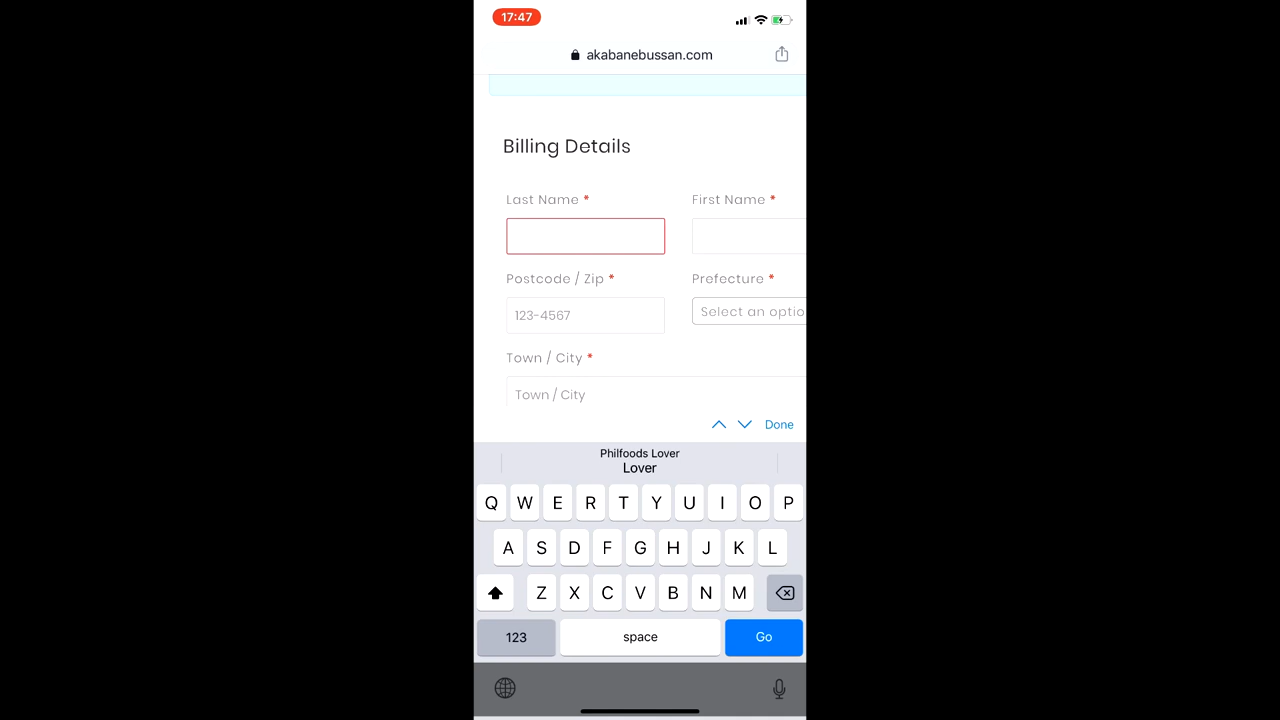 17:47
akabanebussan.com
Billing Details
Last Name * First Name *
Postcode / Zip * Prefecture *
123-4567 Select an optio
Town / City *
Town / City
Done
Philfoods Lover
Lover
Q W E R T Y U I O P
A S D F G H J K L
Z X C V B N M
123 space Go